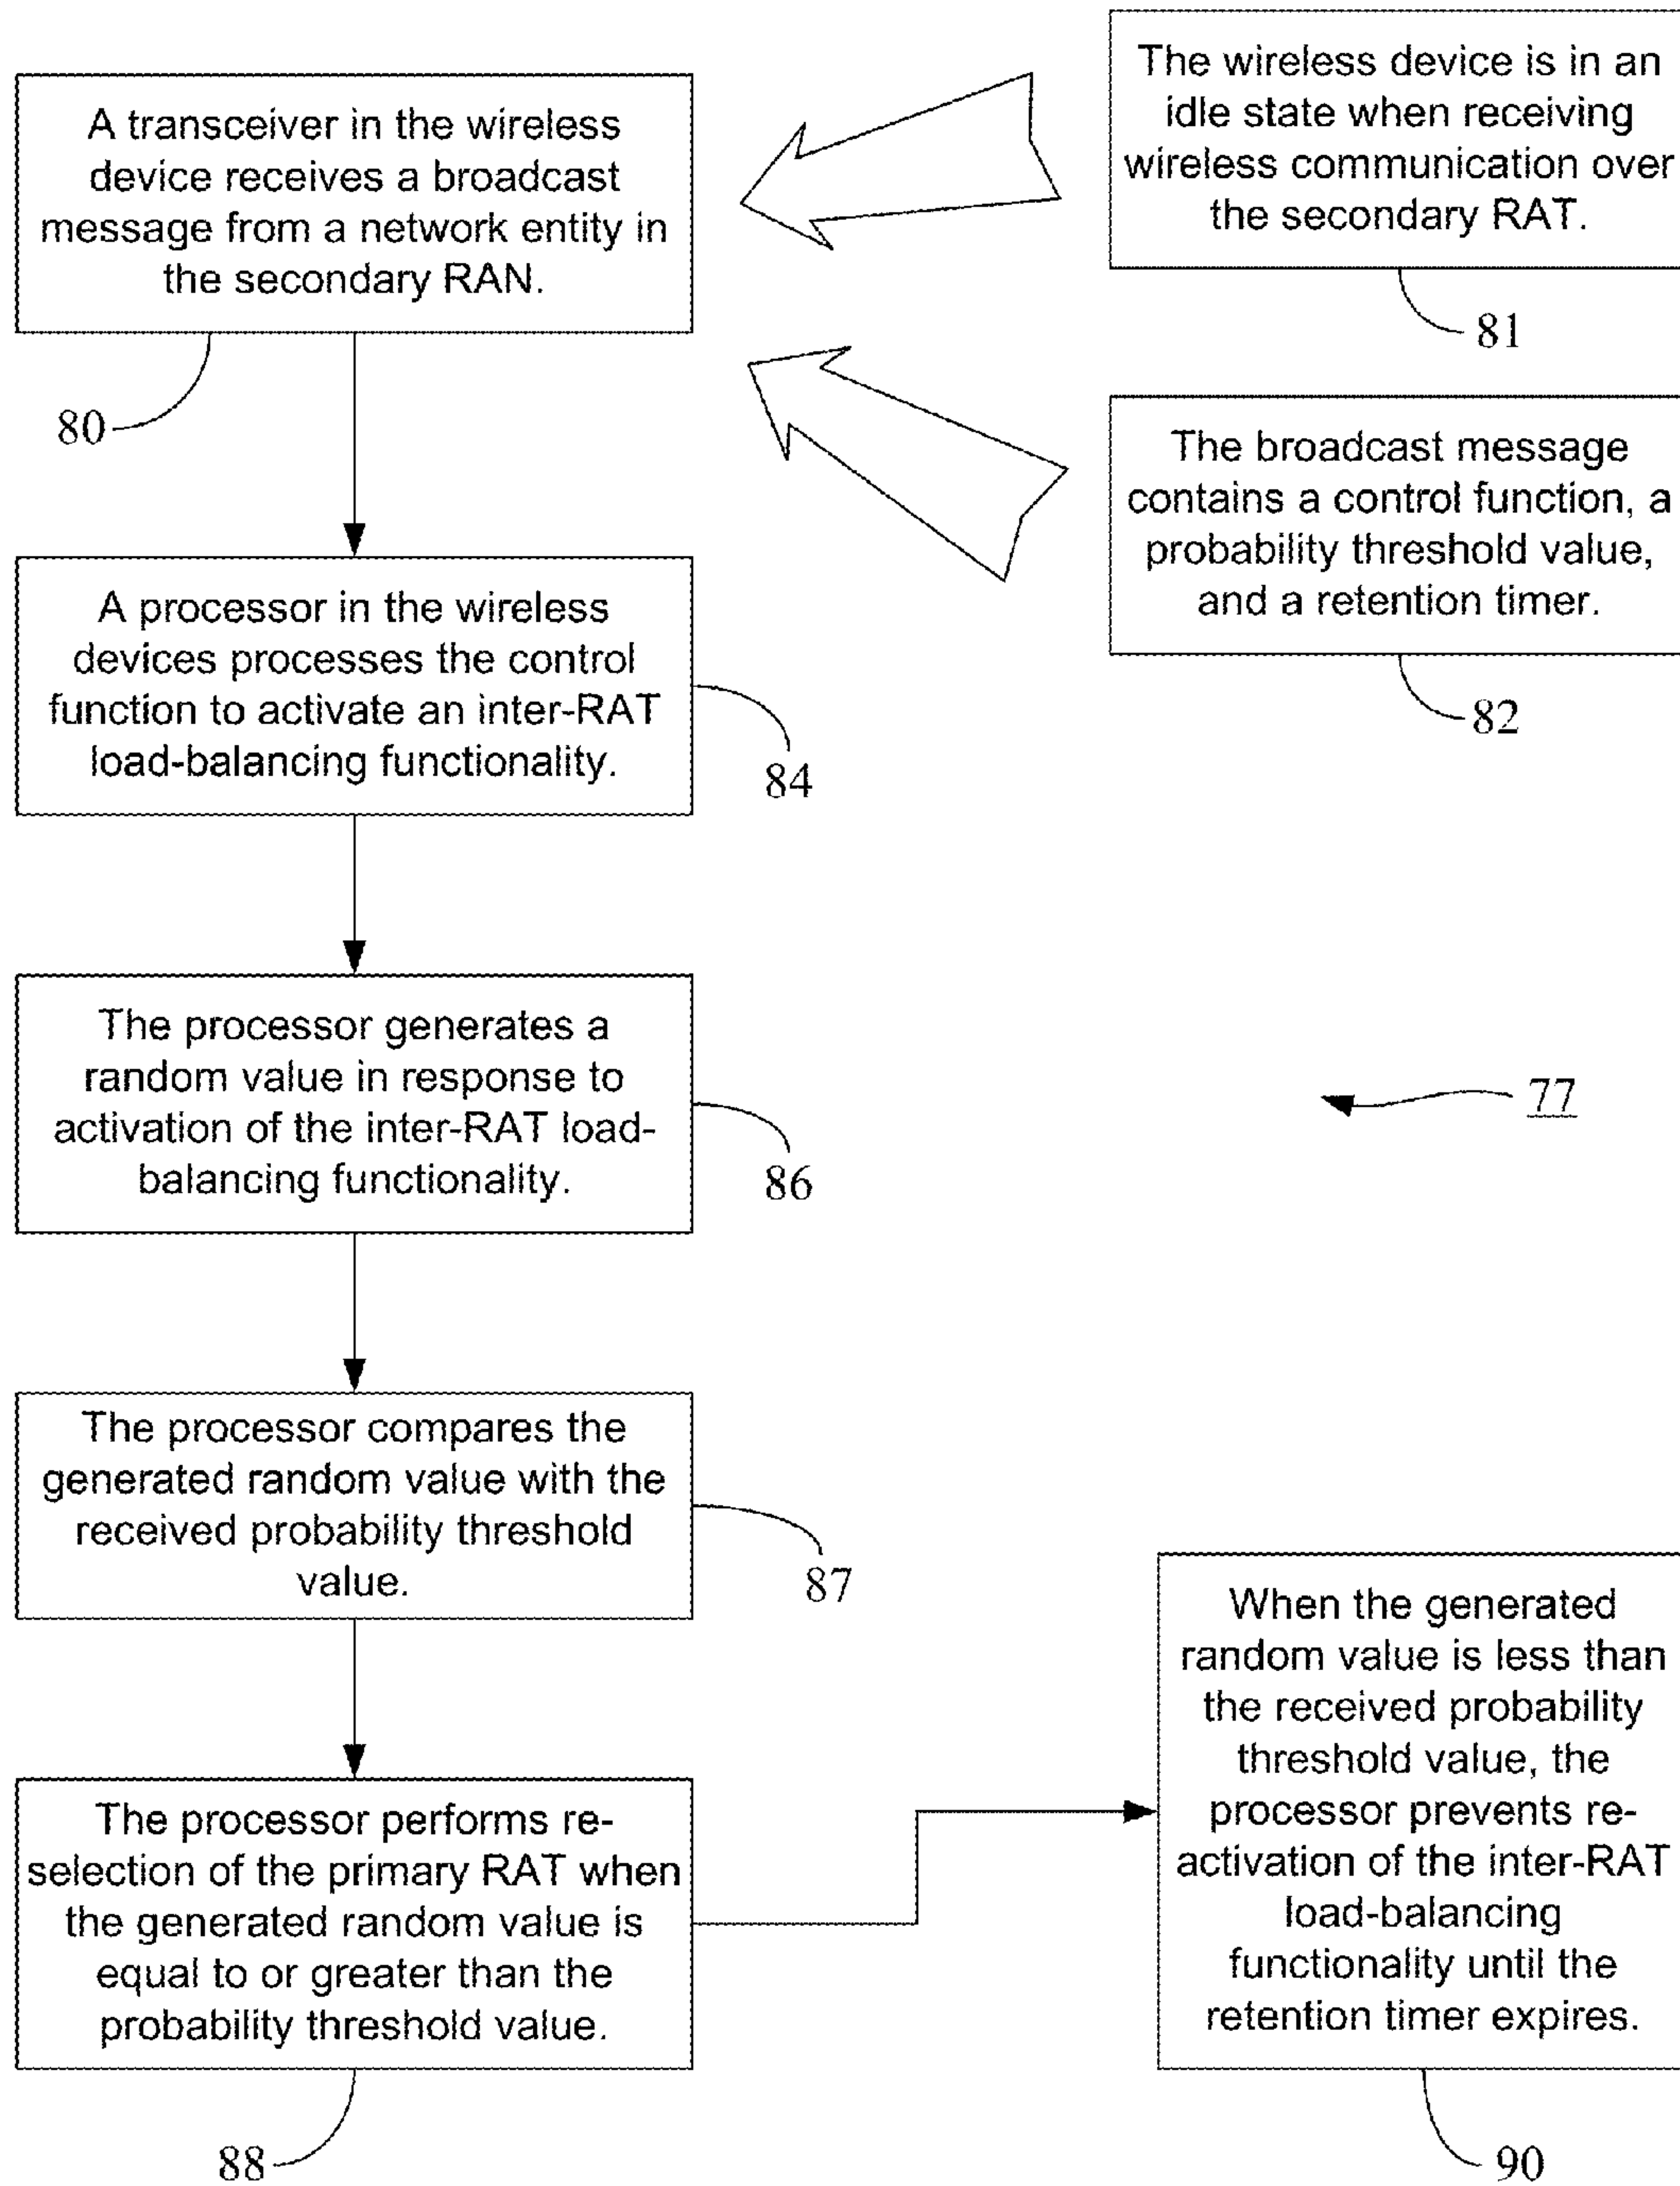 A transceiver in the wireless
device receives a broadcast
message from a network entity in
the secondary RAN.
80
The wireless device is in an
idle state when receiving
wireless communication over
the secondary RAT.
81
The broadcast message
contains a control function, a
probability threshold value,
and a retention timer.
82
A processor in the wireless
devices processes the control
function to activate an inter-RAT
load-balancing functionality.
84
The processor generates a
random value in response to
activation of the inter-RAT load-
balancing functionality.
86
77
The processor compares the
generated random value with the
received probability threshold
value.
87
The processor performs re-
selection of the primary RAT when
the generated random value is
equal to or greater than the
probability threshold value.
88
When the generated
random value is less than
the received probability
threshold value, the
processor prevents re-
activation of the inter-RAT
load-balancing
functionality until the
retention timer expires.
90